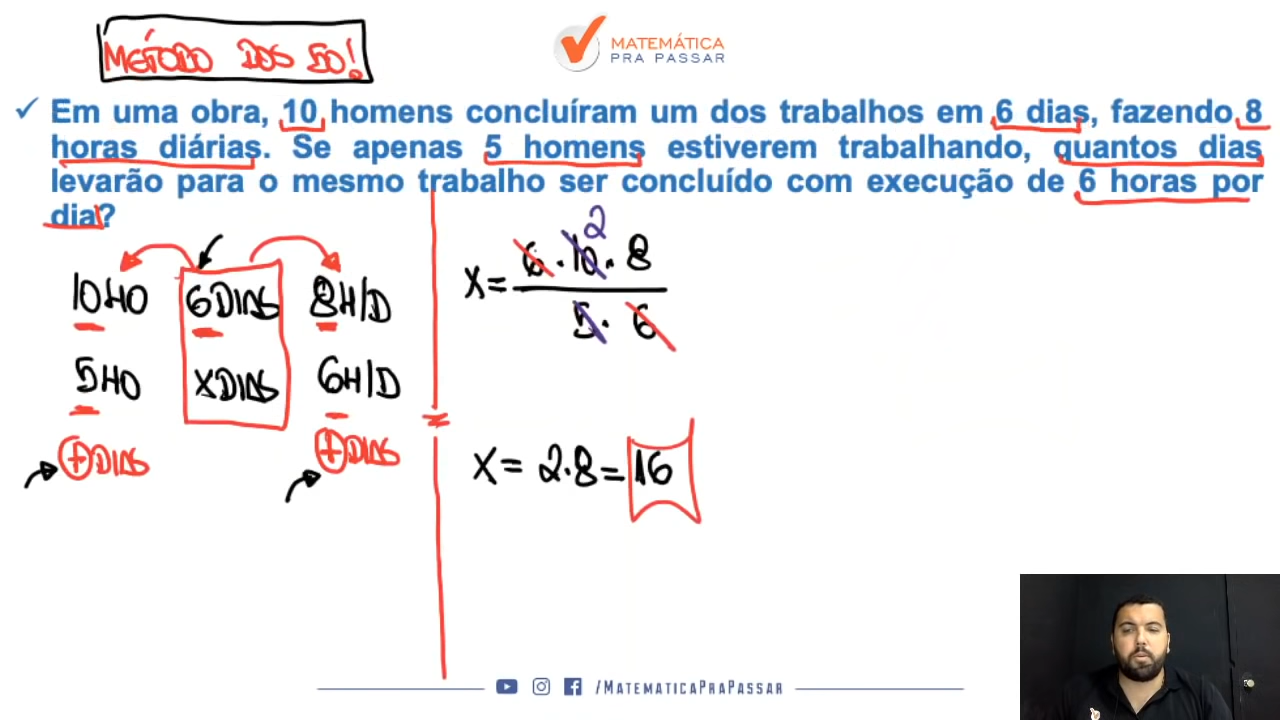 MÉTODO DOS 50!
MATEMÁTICA
PRA PASSAR
✓ Em uma obra, 10 homens concluíram um dos trabalhos em 6 dias, fazendo 8
horas diárias. Se apenas 5 homens estiverem trabalhando, quantos dias
levarão para o mesmo trabalho ser concluído com execução de 6 horas por
dia?
10HO 6DIAS 8H/D
5HO XDIAS 6H/D
+DIAS +DIAS
2
X= 6·10·8
5·6
X= 2·8= 16
/MATEMATICAPRAPASSAR